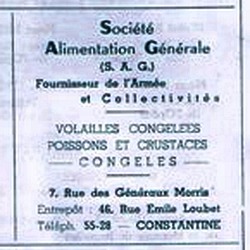 Société
Alimentation Générale
(S. A. G.)
Fournisseur de l'Armée
et Collectivités
VOLAILLES CONGELEES
POISSONS ET CRUSTACES
— CONGELES —
7, Rue des Généraux Morris
Entrepôt : 46, Rue Emile Loubet
Téléph. 55-28 — CONSTANTINE